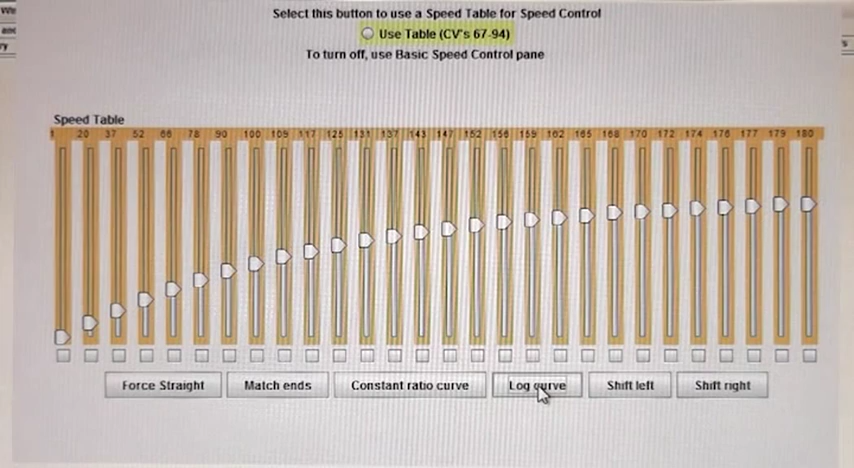 Select this button to use a Speed Table for Speed Control
Use Table (CV's 67-94)
To turn off, use Basic Speed Control pane
Speed Table
1 20 37 52 66 78 90 100 109 117 125 131 137 143 147 152 156 159 162 165 168 170 172 174 176 177 179 180
Force Straight Match ends Constant ratio curve Log curve Shift left Shift right